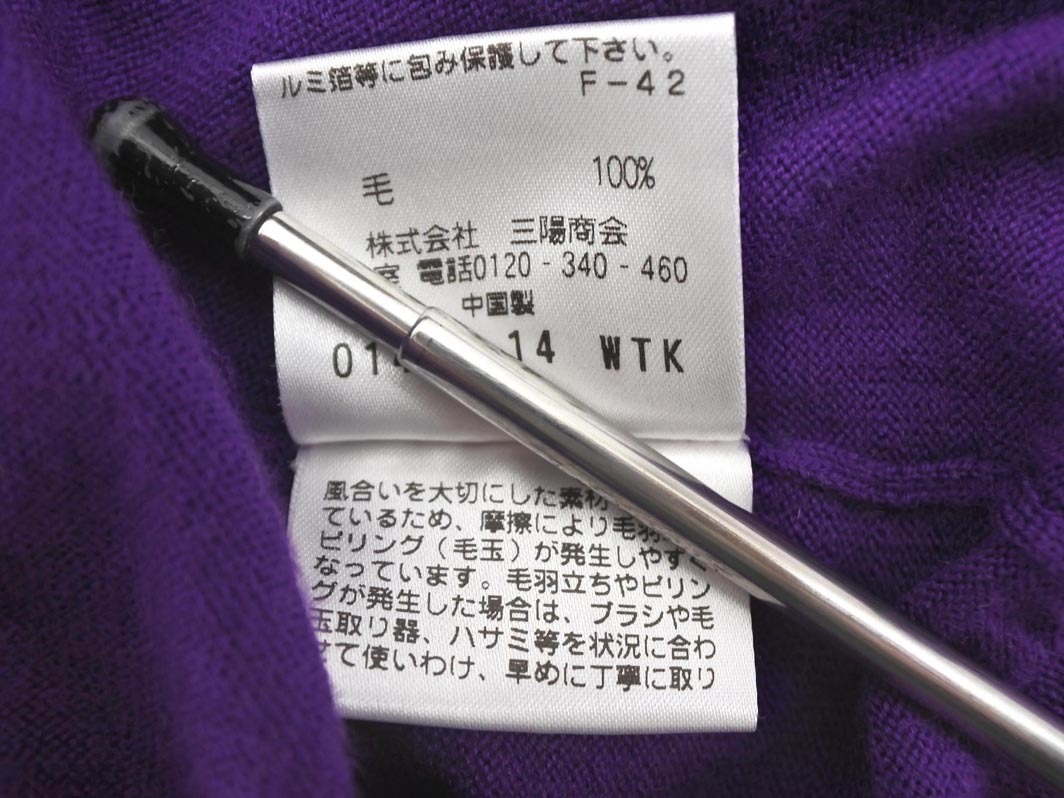 ルミ箔等に包み保護して下さい。
F-42
毛 100%
株式会社 三陽商会
電話0120-340-460
中国製
014 14 WTK
風合いを大切にした素材
ているため、摩擦により毛羽
ピリング(毛玉)が発生しやすく
なっています。毛羽立ちやピリン
グが発生した場合は、ブラシや毛
玉取り器、ハサミ等を状況に合わ
せて使いわけ、早めに丁寧に取り